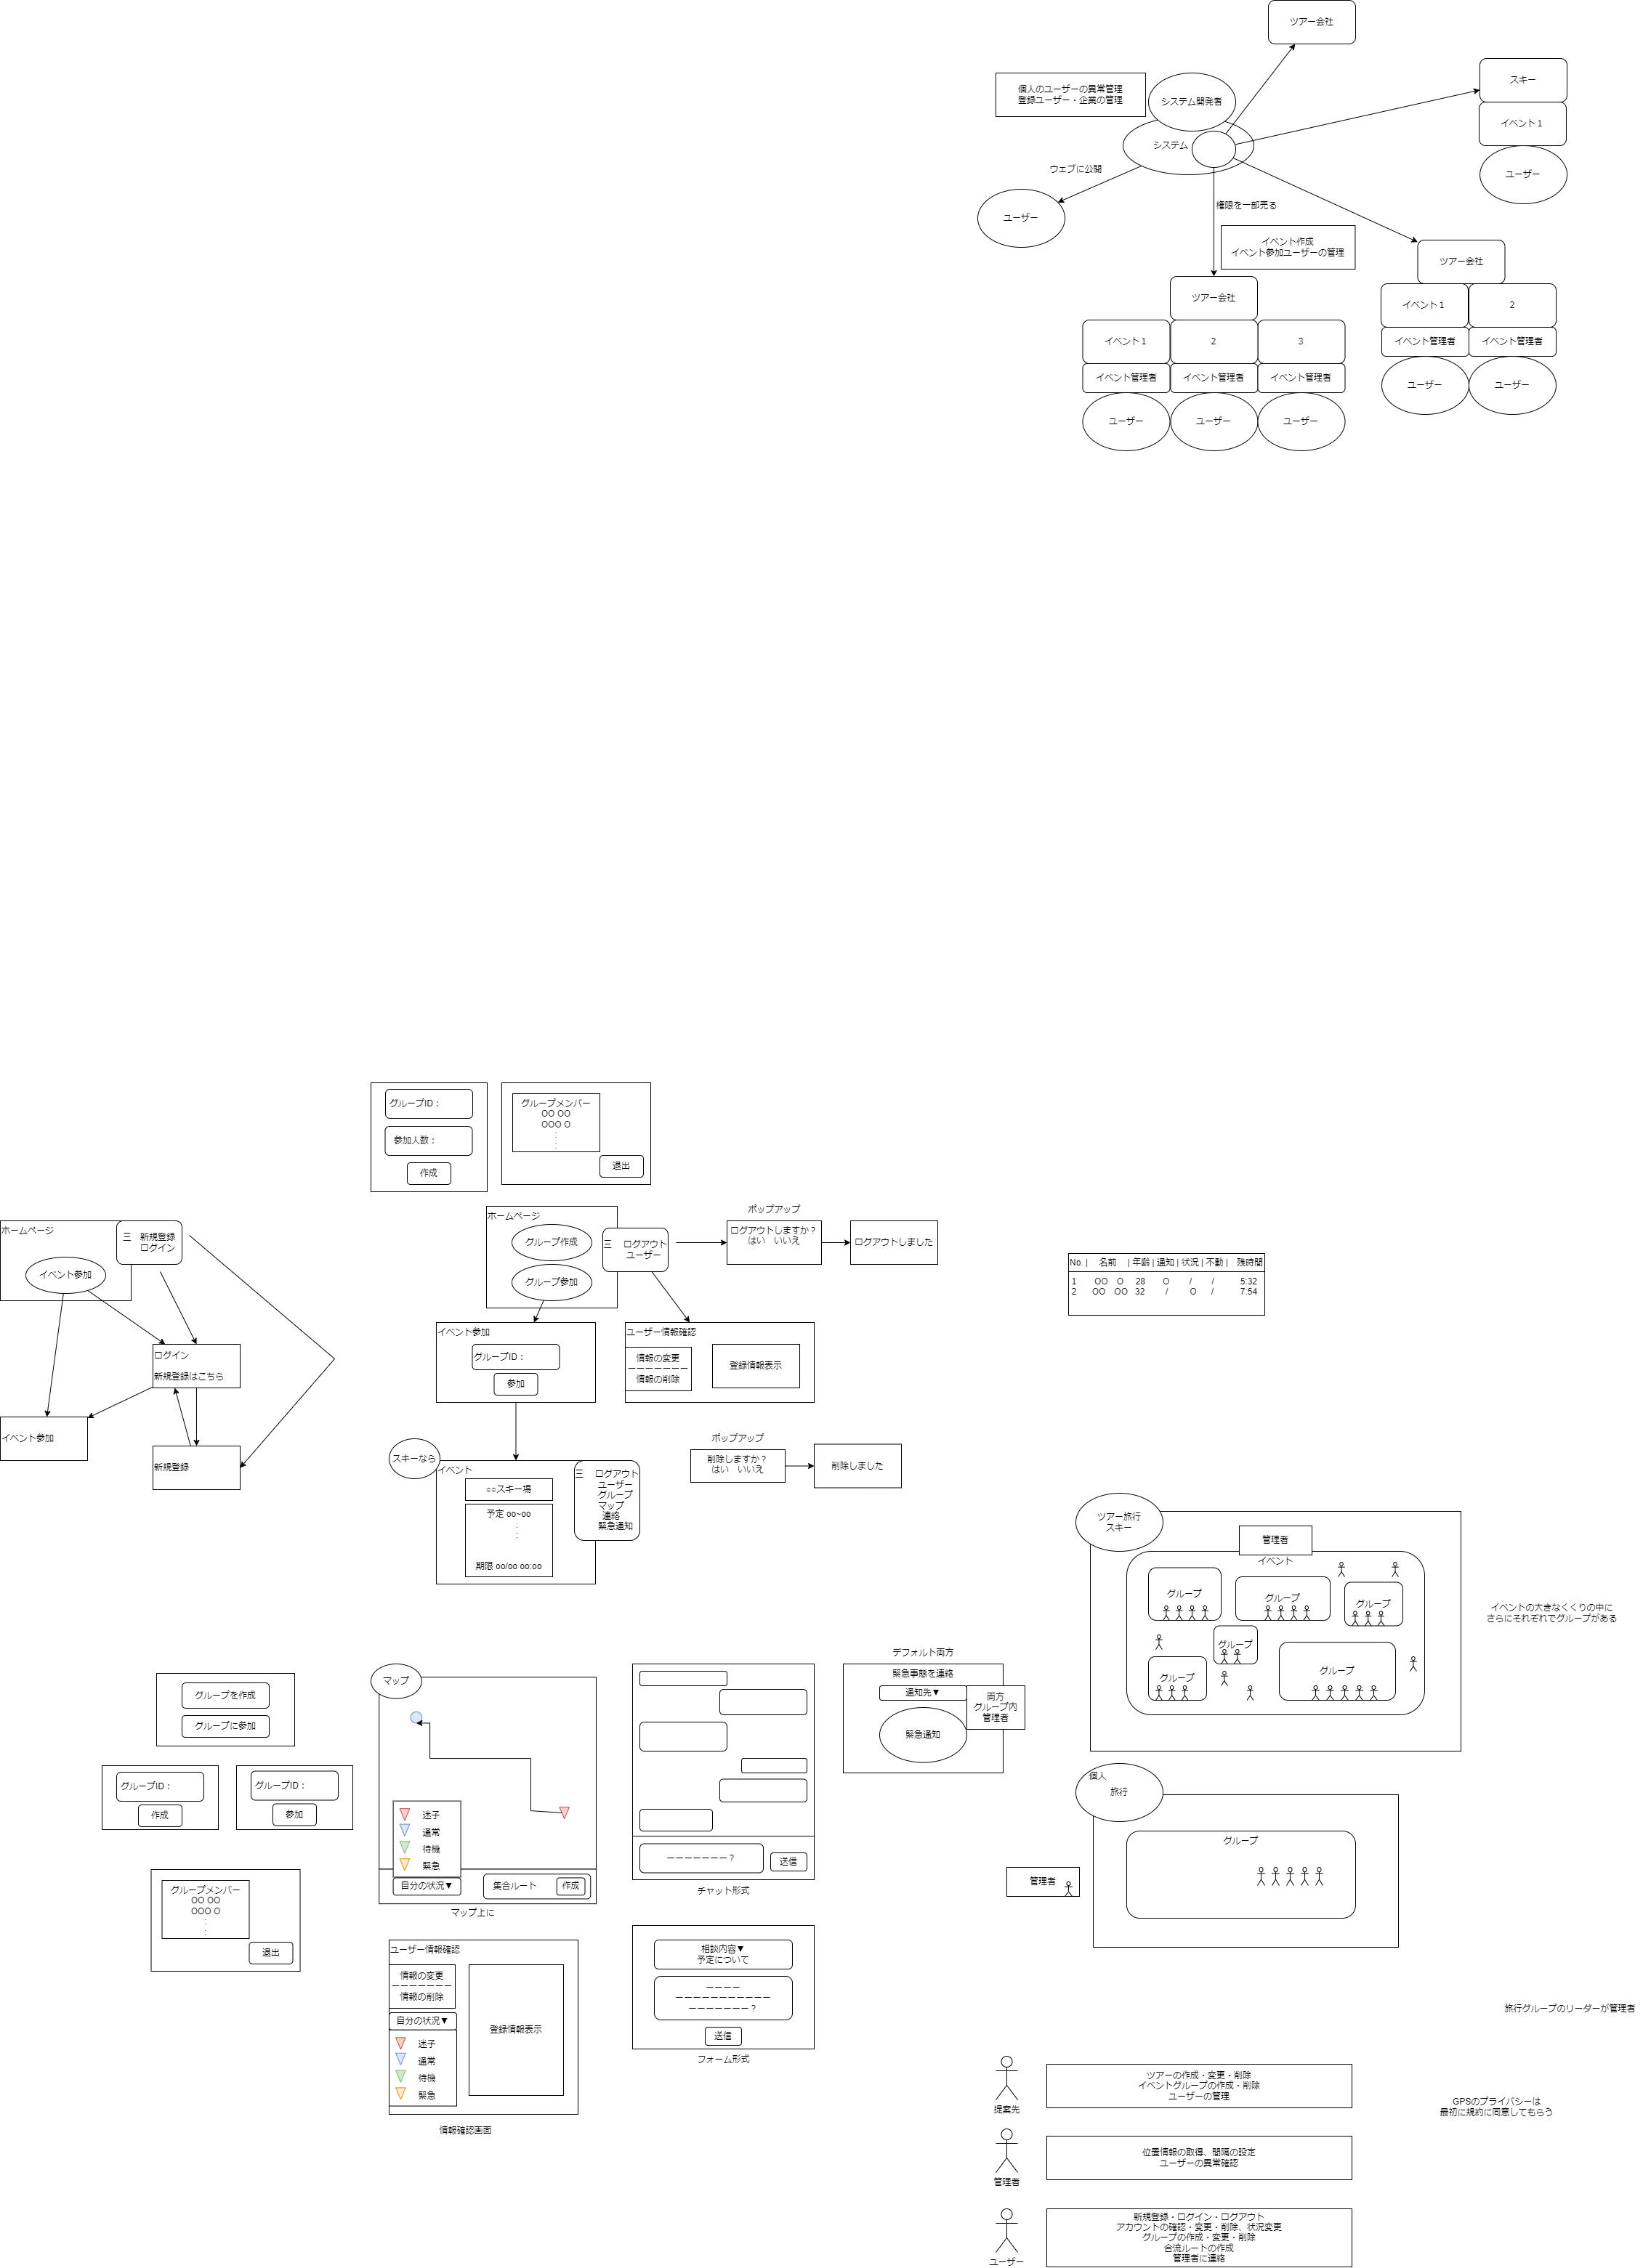 ツアー会社
スキー
イベント１
ユーザー
個人のユーザーの異常管理
登録ユーザー・企業の管理
システム開発者
システム
ウェブに公開
ユーザー
権限を一部売る
イベント作成
イベント参加ユーザーの管理
ツアー会社
イベント１
2
イベント管理者
イベント管理者
ユーザー
ユーザー
ツアー会社
イベント１
2
3
イベント管理者
イベント管理者
イベント管理者
ユーザー
ユーザー
ユーザー
グループID：
参加人数：
作成
グループメンバー
OO OO
OOO O
:
:
退出
ホームページ
三　新規登録
ログイン
イベント参加
ログイン
新規登録はこちら
イベント参加
新規登録
ホームページ
グループ作成
グループ参加
三　ログアウト
ユーザー
ポップアップ
ログアウトしますか？
はい　いいえ
ログアウトしました
イベント参加
グループID：
参加
ユーザー情報確認
情報の変更
ーーーーーーー
情報の削除
登録情報表示
No. |　名前　| 年齢 | 通知 | 状況 | 不動 |　残時間
1　OO　O　28　O　/　/　5:32
2　OO　OO　32　/　O　/　7:54
スキーなら
イベント
○○スキー場
予定 oo~oo
:
:
期限 oo/oo oo:oo
三　ログアウト
ユーザー
グループ
マップ
連絡
緊急通知
ポップアップ
削除しますか？
はい　いいえ
削除しました
ツアー旅行
スキー
管理者
イベント
グループ
グループ
グループ
グループ
グループ
グループ
イベントの大きなくくりの中に
さらにそれぞれでグループがある
グループを作成
グループに参加
グループID：
作成
グループID：
参加
グループメンバー
OO OO
OOO O
:
:
退出
マップ
迷子
通常
待機
緊急
自分の状況▼
集合ルート
作成
マップ上に
ーーーーーーー？
送信
チャット形式
デフォルト両方
緊急事態を連絡
通知先▼
緊急通知
両方
グループ内
管理者
個人
旅行
グループ
管理者
ユーザー情報確認
情報の変更
ーーーーーーー
情報の削除
自分の状況▼
迷子
通常
待機
緊急
登録情報表示
情報確認画面
相談内容▼
予定について
ーーーー
ーーーーーーーーーーー
ーーーーーーー？
送信
フォーム形式
旅行グループのリーダーが管理者
提案先
ツアーの作成・変更・削除
イベントグループの作成・削除
ユーザーの管理
GPSのプライバシーは
最初に規約に同意してもらう
管理者
位置情報の取得、間隔の設定
ユーザーの異常確認
ユーザー
新規登録・ログイン・ログアウト
アカウントの確認・変更・削除、状況変更
グループの作成・変更・削除
合流ルートの作成
管理者に連絡